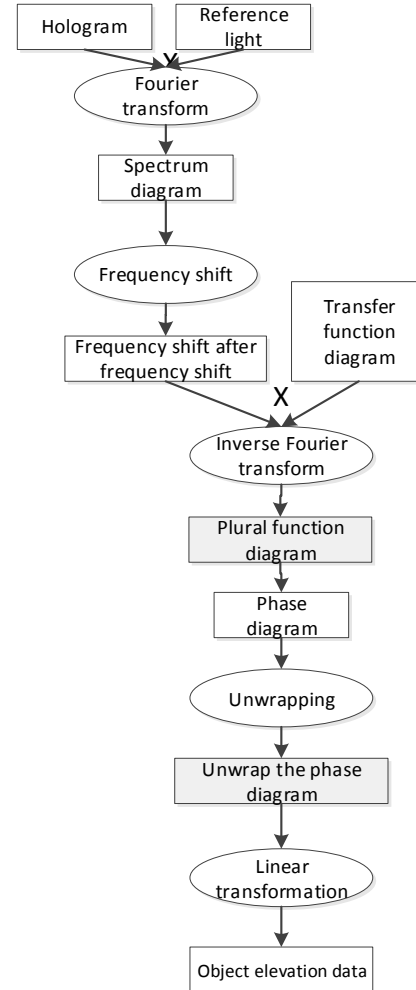 Hologram
Reference
light
X
Fourier
transform
Spectrum
diagram
Frequency shift
Transfer
function
diagram
Frequency shift after
frequency shift
X
Inverse Fourier
transform
Plural function
diagram
Phase
diagram
Unwrapping
Unwrap the phase
diagram
Linear
transformation
Object elevation data